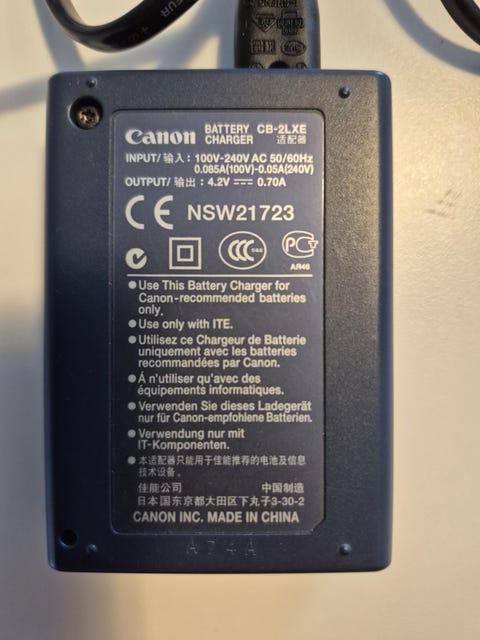 Canon BATTERY CHARGER CB-2LXE 适配器
INPUT/ 输入 : 100V-240V AC 50/60Hz
0.085A(100V)-0.05A(240V)
OUTPUT/ 输出 : 4.2V 0.70A
CE NSW21723
CCC S&E PCT
AR46
●Use This Battery Charger for
Canon-recommended batteries
only.
●Use only with ITE.
●Utilisez ce Chargeur de Batterie
uniquement avec les batteries
recommandées par Canon.
●Á n'utiliser qu'avec des
équipements informatiques.
●Verwenden Sie dieses Ladegerät
nur für Canon-empfohlene Batterien.
●Verwendung nur mit
IT-Komponenten.
●本适配器只能用于佳能推荐的电池及信息
技术设备。
佳能公司 中国制造
日本国东京都大田区下丸子3-30-2
CANON INC. MADE IN CHINA
A74A